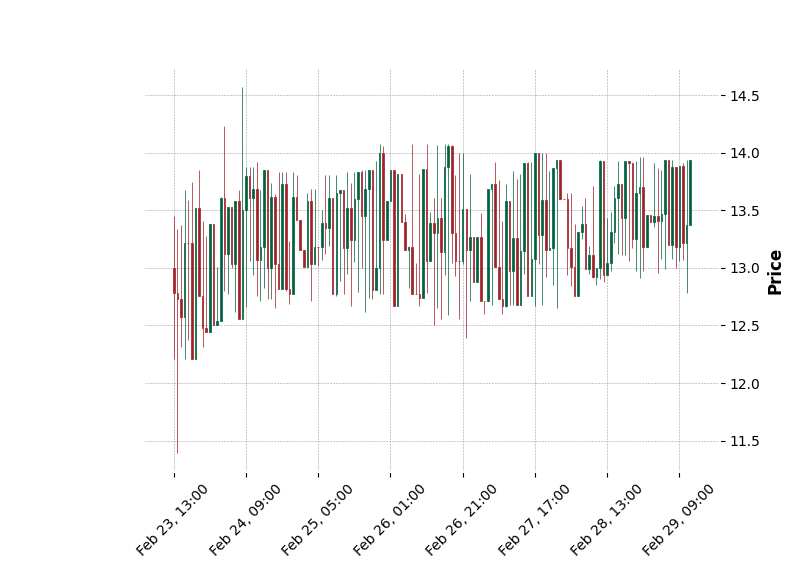 14.5
14.0
13.5
13.0
12.5
12.0
11.5
Price
Feb 23, 13:00
Feb 24, 09:00
Feb 25, 05:00
Feb 26, 01:00
Feb 26, 21:00
Feb 27, 17:00
Feb 28, 13:00
Feb 29, 09:00